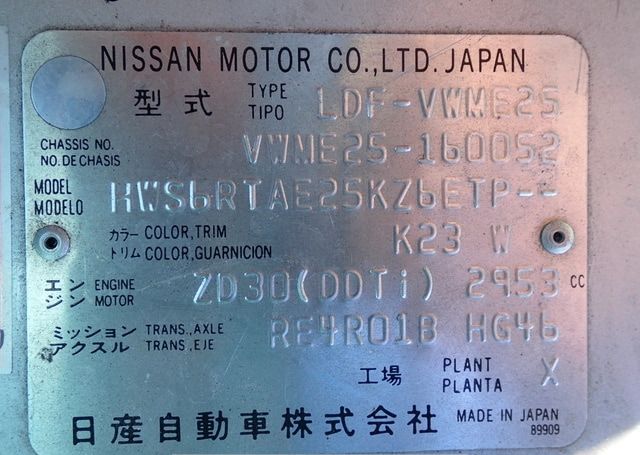 NISSAN MOTOR CO.,LTD. JAPAN
型式 TYPE TIPO LDF-VWME25
CHASSIS NO. NO. DE CHASIS VWME25-160052
MODEL MODELO HWS6RTAE25KZ6ETP--
カラー COLOR,TRIM トリム COLOR,GUARNICION K23 W
エンジン ENGINE MOTOR ZD30(DDTi) 2953 CC
ミッション TRANS.,AXLE アクスル TRANS.,EJE RE4R01B HG46
工場 PLANT PLANTA X
日産自動車株式会社 MADE IN JAPAN
89909